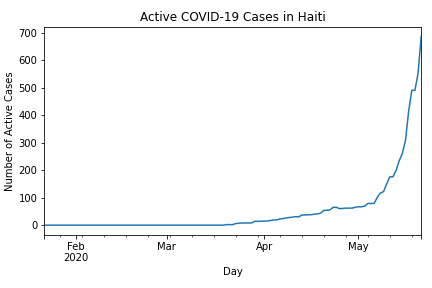 Active COVID-19 Cases in Haiti
Number of Active Cases
700
600
500
400
300
200
100
0
Feb
2020
Mar
Apr
May
Day